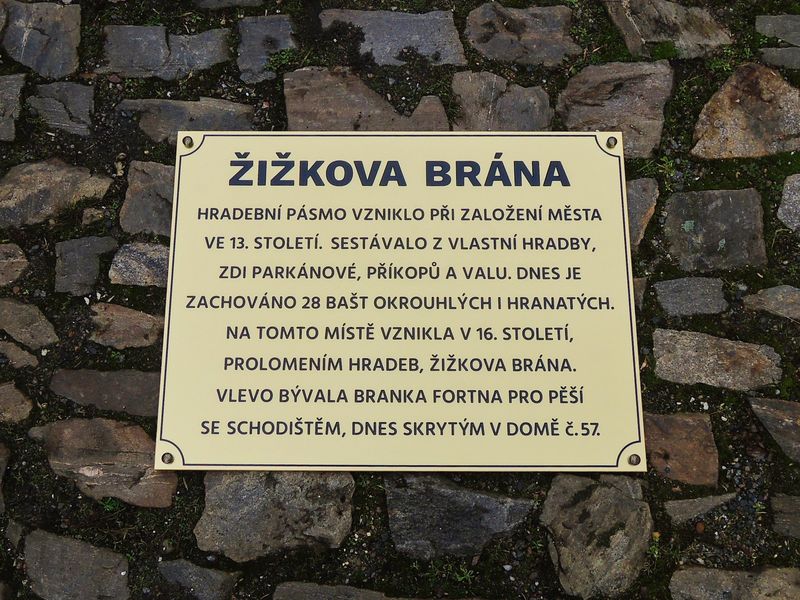 ŽIŽKOVA BRÁNA
HRADEBNÍ PÁSMO VZNIKLO PŘI ZALOŽENÍ MĚSTA
VE 13. STOLETÍ. SESTÁVALO Z VLASTNÍ HRADBY,
ZDI PARKÁNOVÉ, PŘÍKOPŮ A VALU. DNES JE
ZACHOVÁNO 28 BAŠT OKROUHLÝCH I HRANATÝCH.
NA TOMTO MÍSTĚ VZNIKLA V 16. STOLETÍ,
PROLOMENÍM HRADEB, ŽIŽKOVA BRÁNA.
VLEVO BÝVALA BRANKA FORTNA PRO PĚŠÍ
SE SCHODIŠTĚM, DNES SKRYTÝM V DOMĚ č. 57.